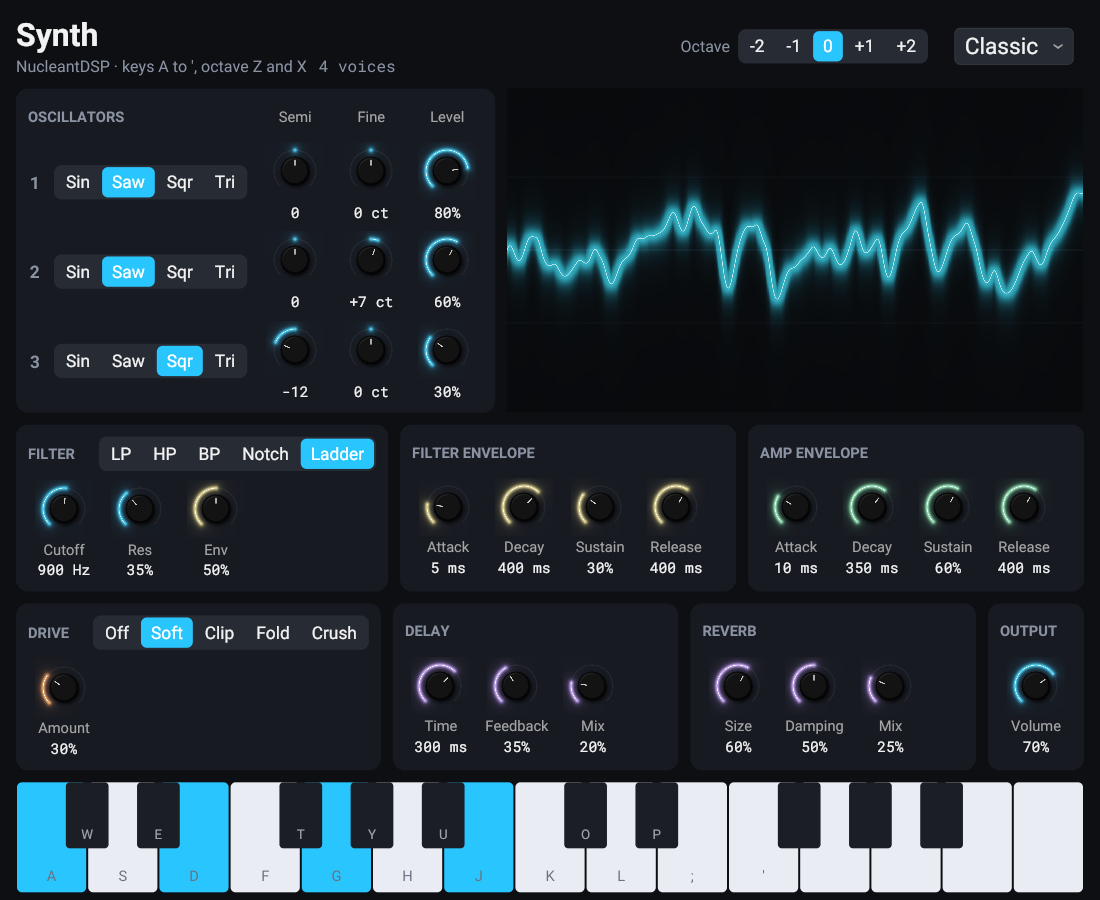 Synth
NucleantDSP · keys A to ', octave Z and X 4 voices
Octave -2 -1 0 +1 +2 Classic
OSCILLATORS Semi Fine Level
1 Sin Saw Sqr Tri
0 0 ct 80%
2 Sin Saw Sqr Tri
0 +7 ct 60%
3 Sin Saw Sqr Tri
-12 0 ct 30%
FILTER LP HP BP Notch Ladder
Cutoff Res Env
900 Hz 35% 50%
FILTER ENVELOPE
Attack Decay Sustain Release
5 ms 400 ms 30% 400 ms
AMP ENVELOPE
Attack Decay Sustain Release
10 ms 350 ms 60% 400 ms
DRIVE Off Soft Clip Fold Crush
Amount
30%
DELAY
Time Feedback Mix
300 ms 35% 20%
REVERB
Size Damping Mix
60% 50% 25%
OUTPUT
Volume
70%
W E T Y U O P
A S D F G H J K L ; '